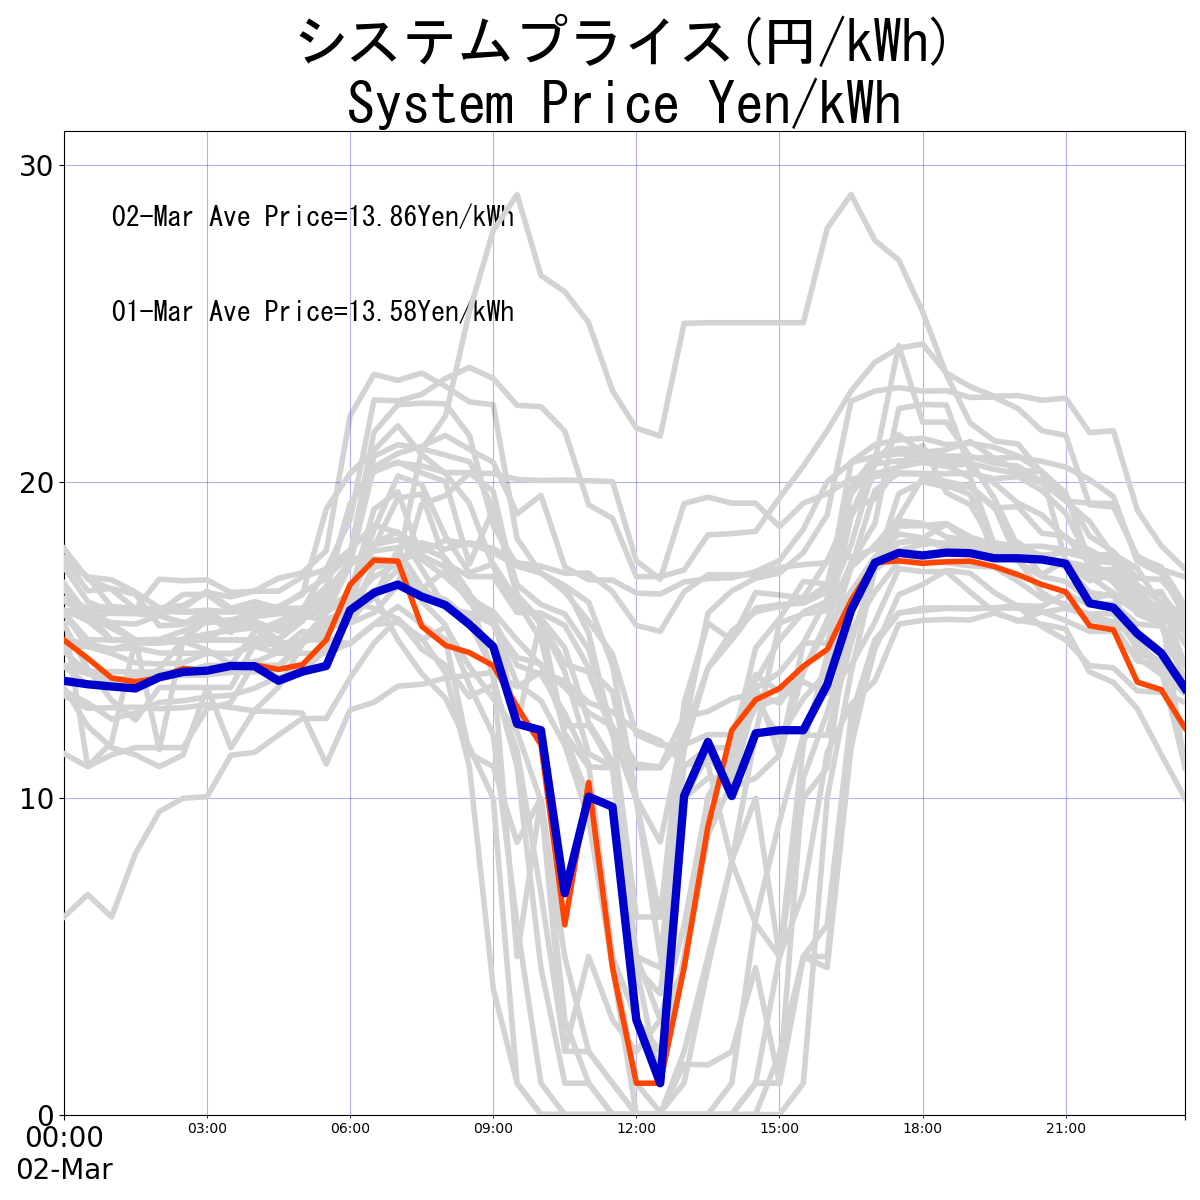 システムプライス(円/kWh)
System Price Yen/kWh
30
02-Mar Ave Price=13.86Yen/kWh
01-Mar Ave Price=13.58Yen/kWh
20
10
0
00:00 03:00 06:00 09:00 12:00 15:00 18:00 21:00
02-Mar